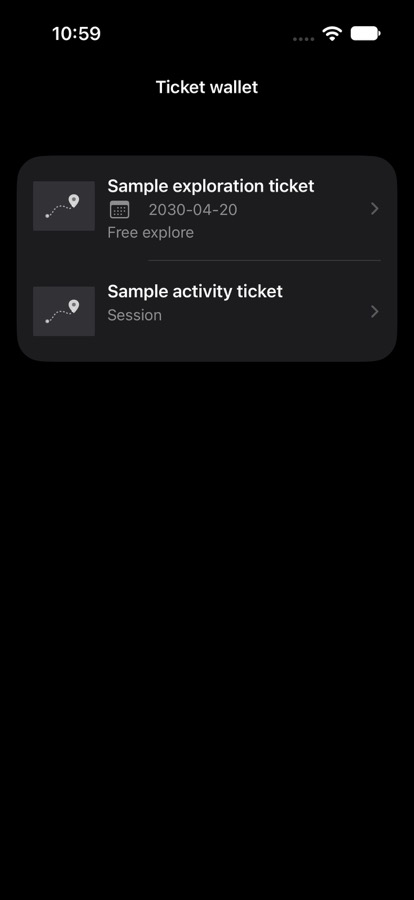 10:59
Ticket wallet
Sample exploration ticket
2030-04-20
Free explore
Sample activity ticket
Session